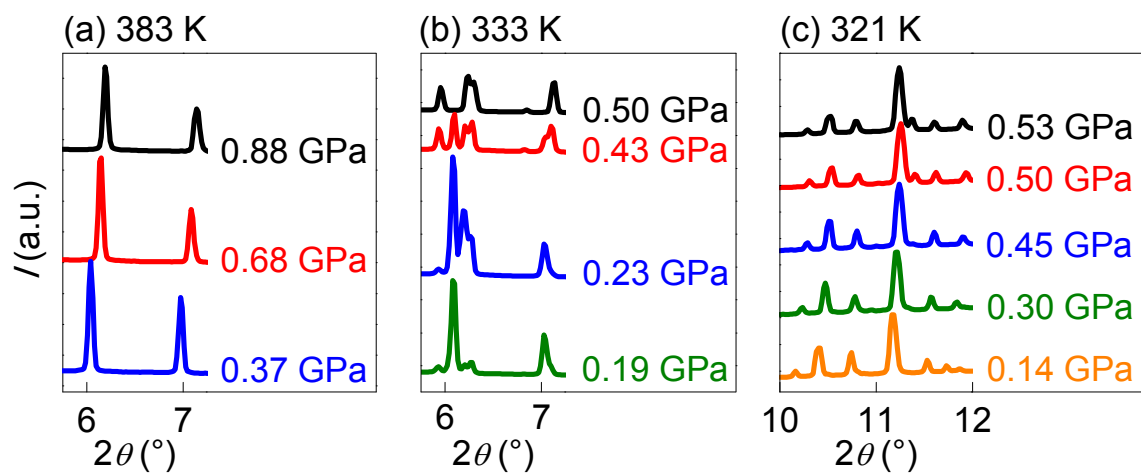 (a) 383 K
(b) 333 K
(c) 321 K
I (a.u.)
0.88 GPa
0.68 GPa
0.37 GPa
6 7
2θ (°)
0.50 GPa
0.43 GPa
0.23 GPa
0.19 GPa
6 7
2θ (°)
0.53 GPa
0.50 GPa
0.45 GPa
0.30 GPa
0.14 GPa
10 11 12
2θ (°)